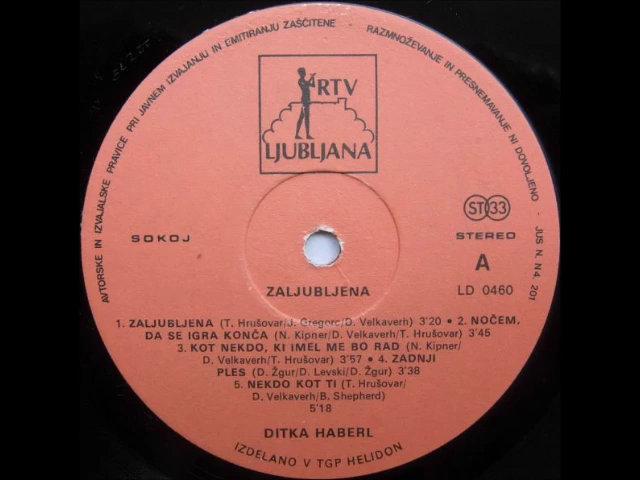 AVTORSKE IN IZVAJALSKE PRAVICE PRI JAVNEM IZVAJANJU IN EMITIRANJU ZAŠČITENE · RAZMNOŽEVANJE IN PRESNEMAVANJE NI DOVOLJENO · JUS N. N4. 201
RTV
LJUBLJANA
SOKOJ
ST 33
STEREO
A
LD 0460
ZALJUBLJENA
1. ZALJUBLJENA (T. Hrušovar/J. Gregorc/D. Velkaverh) 3'20 • 2. NOČEM,
DA SE IGRA KONČA (N. Kipner/D. Velkaverh/T. Hrušovar) 3'45
3. KOT NEKDO, KI IMEL ME BO RAD (N. Kipner/
D. Velkaverh/T. Hrušovar) 3'57 • 4. ZADNJI
PLES (D. Žgur/D. Levski/D. Žgur) 3'38
5. NEKDO KOT TI (T. Hrušovar/
D. Velkaverh/B. Shepherd)
5'18
DITKA HABERL
IZDELANO V TGP HELIDON